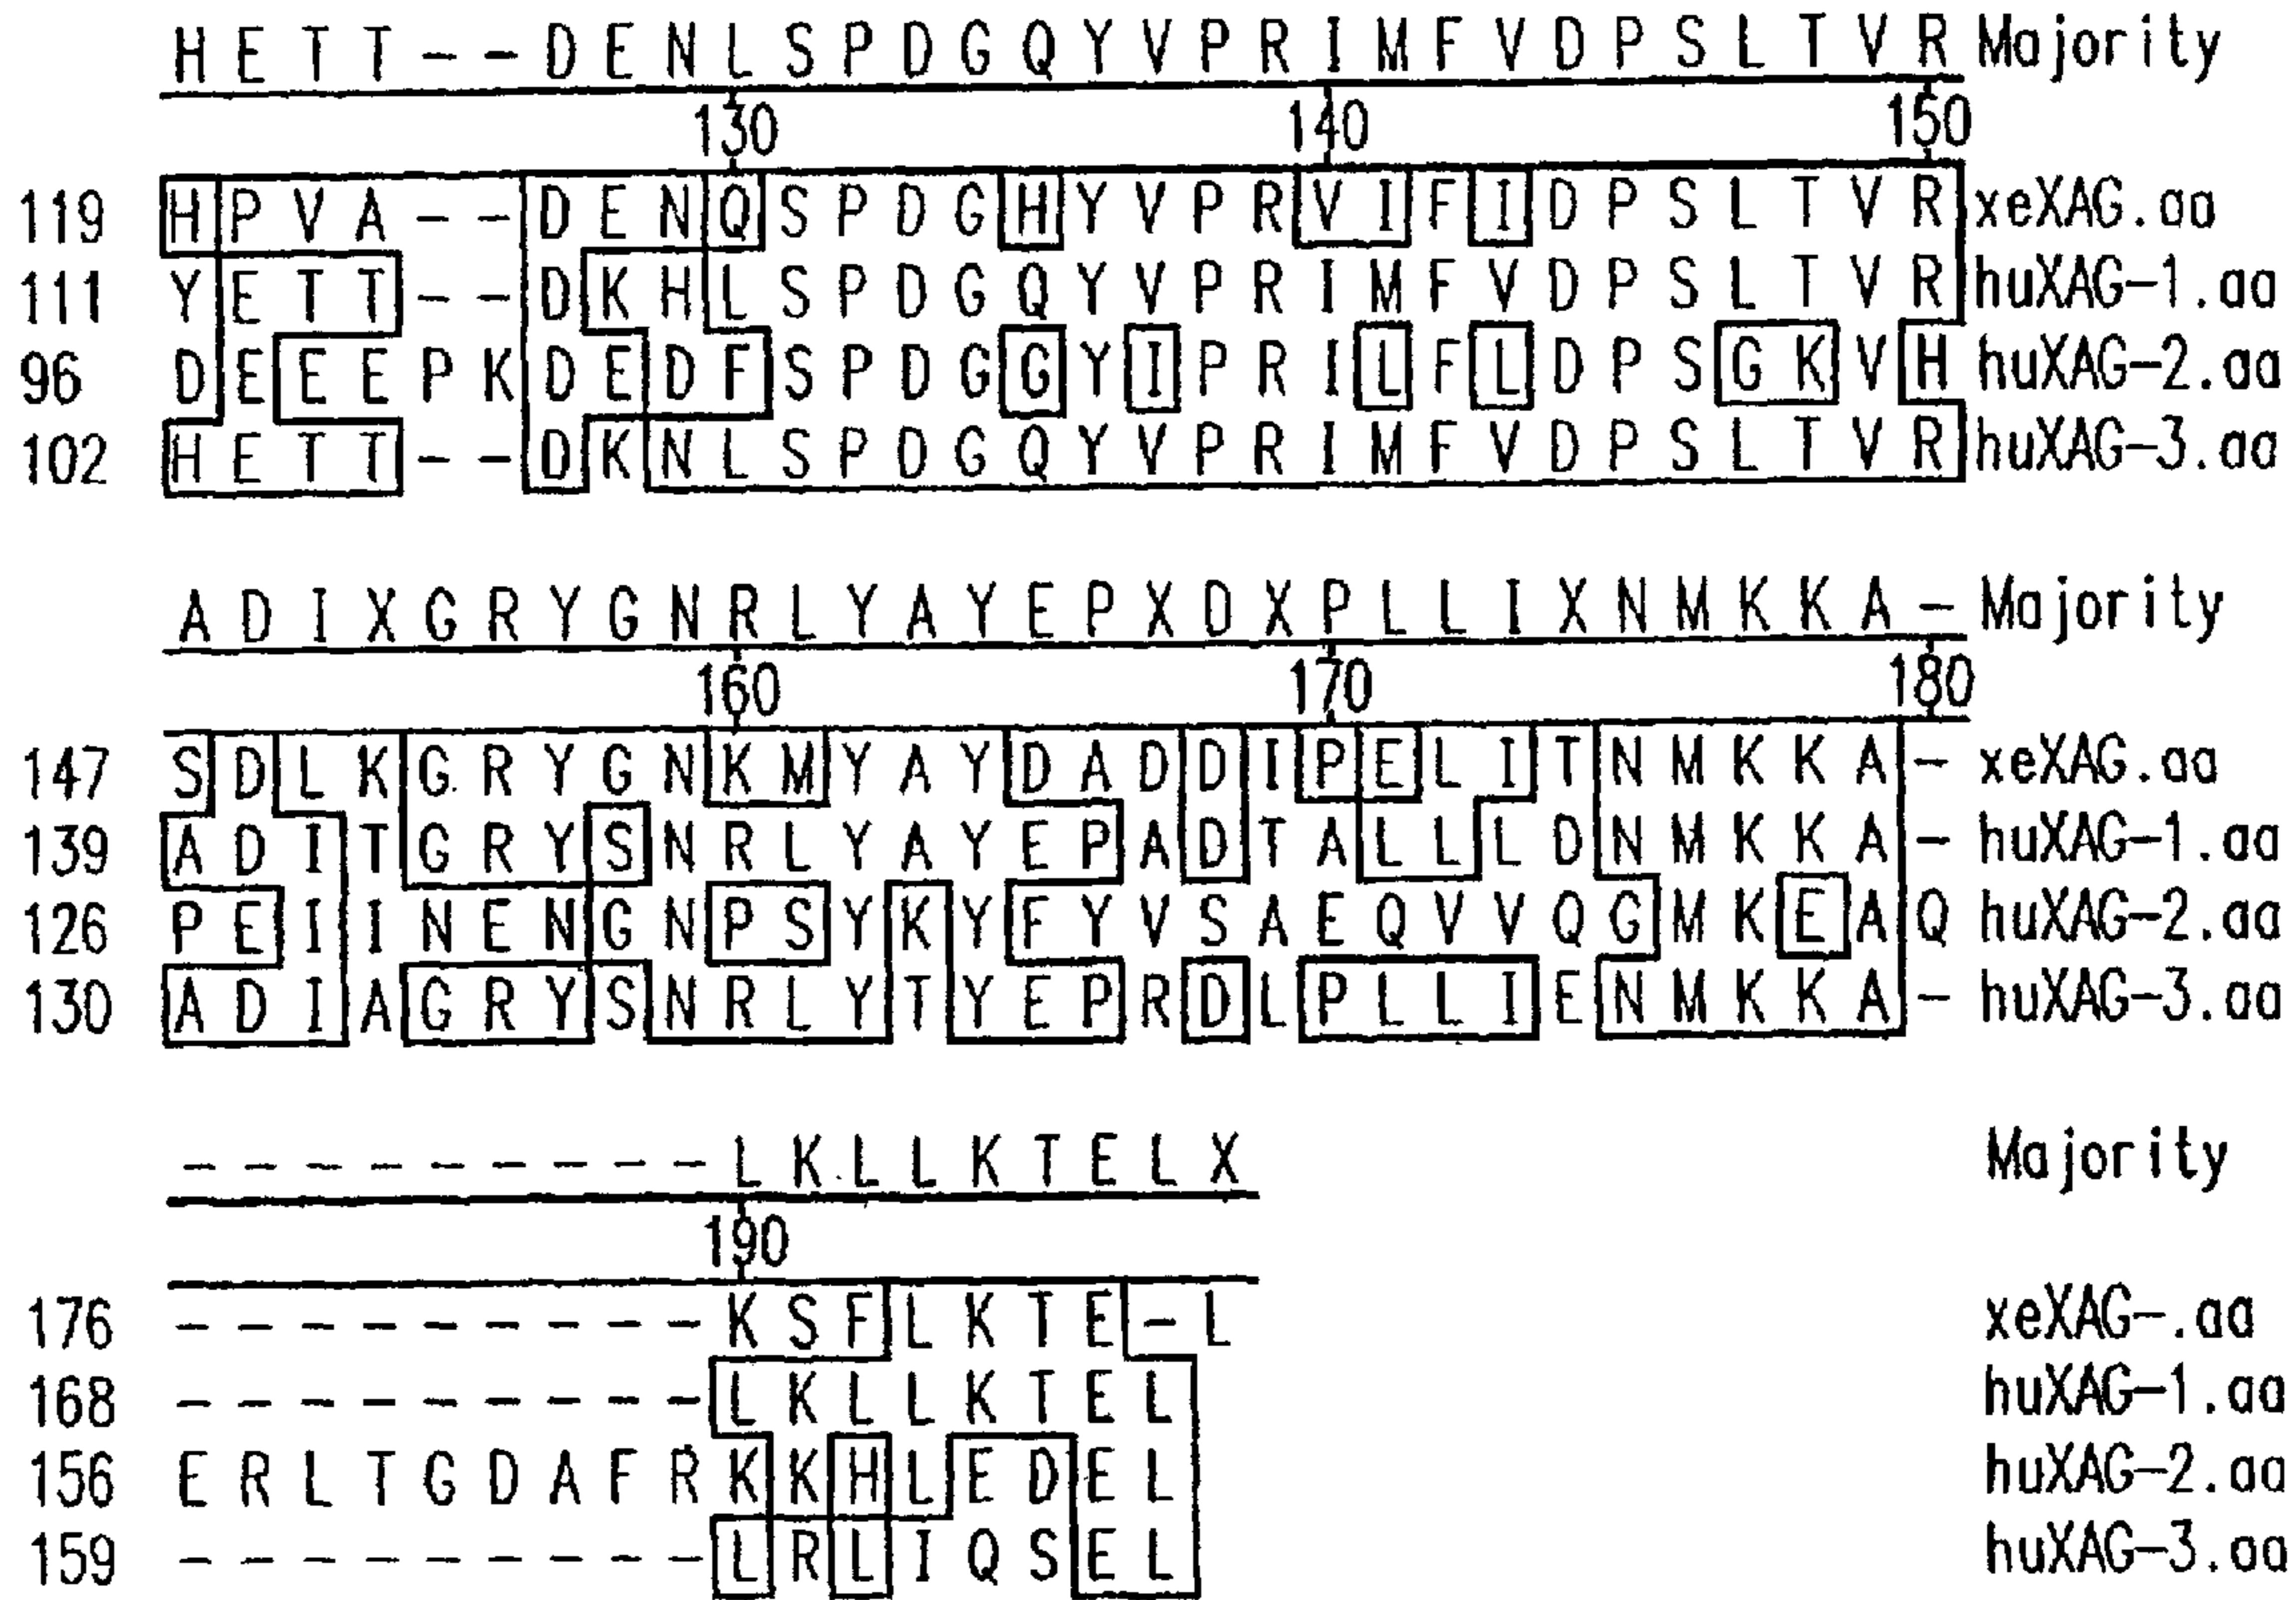 H E T T - - D E N L S P D G Q Y V P R I M F V D P S L T V R Majority
130 140 150
119 H P V A - - D E N Q S P D G H Y V P R V I F I D P S L T V R xeXAG.aa
111 Y E T T - - D K H L S P D G Q Y V P R I M F V D P S L T V R huXAG-1.aa
96 D E E E P K D E D F S P D G G Y I P R I L F L D P S G K V H huXAG-2.aa
102 H E T T - - D K N L S P D G Q Y V P R I M F V D P S L T V R huXAG-3.aa
A D I X G R Y G N R L Y A Y E P X D X P L L I X N M K K A - Majority
160 170 180
147 S D L K G R Y G N K M Y A Y D A D D I P E L I T N M K K A - xeXAG.aa
139 A D I T G R Y S N R L Y A Y E P A D T A L L L D N M K K A - huXAG-1.aa
126 P E I I N E N G N P S Y K Y F Y V S A E Q V V Q G M K E A Q huXAG-2.aa
130 A D I A G R Y S N R L Y T Y E P R D L P L L I E N M K K A - huXAG-3.aa
- - - - - - - - - L K L L K T E L X Majority
190
176 - - - - - - - - - K S F L K T E - L xeXAG-.aa
168 - - - - - - - - - L K L L K T E L huXAG-1.aa
156 E R L T G D A F R K K H L E D E L huXAG-2.aa
159 - - - - - - - - - L R L I Q S E L huXAG-3.aa